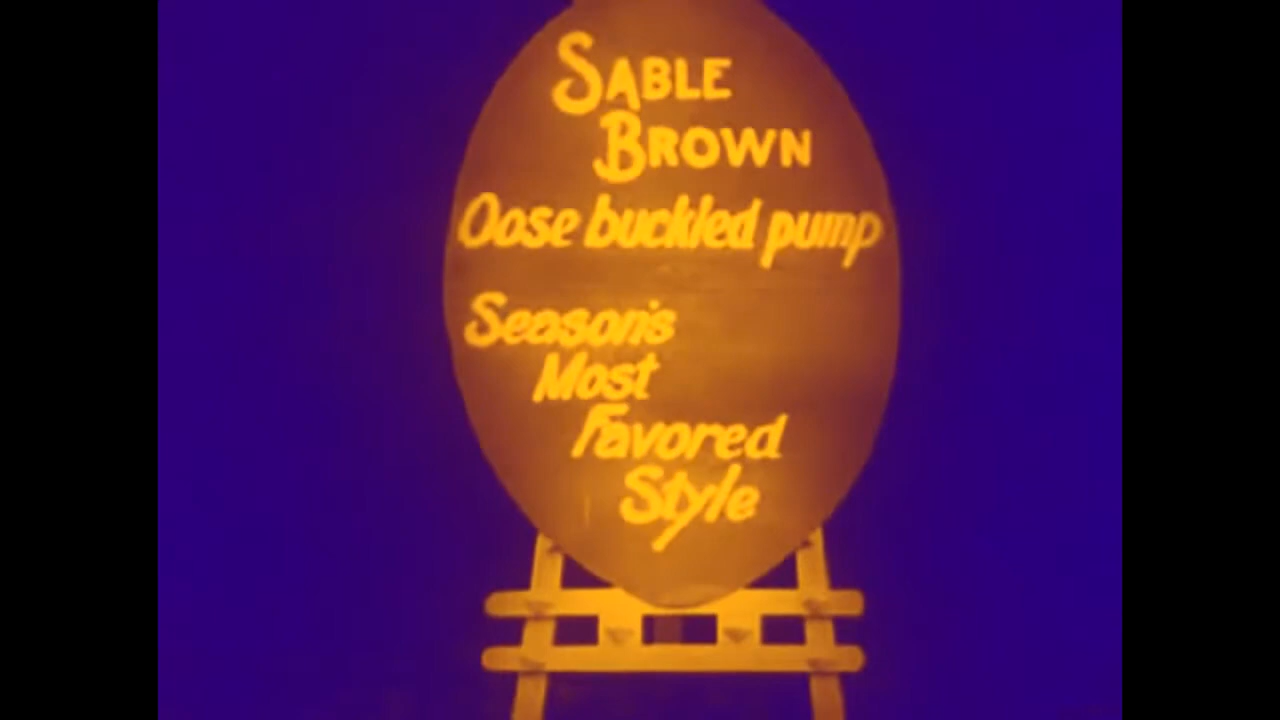 SABLE
BROWN
Oose buckled pump
Season's
Most
Favored
Style